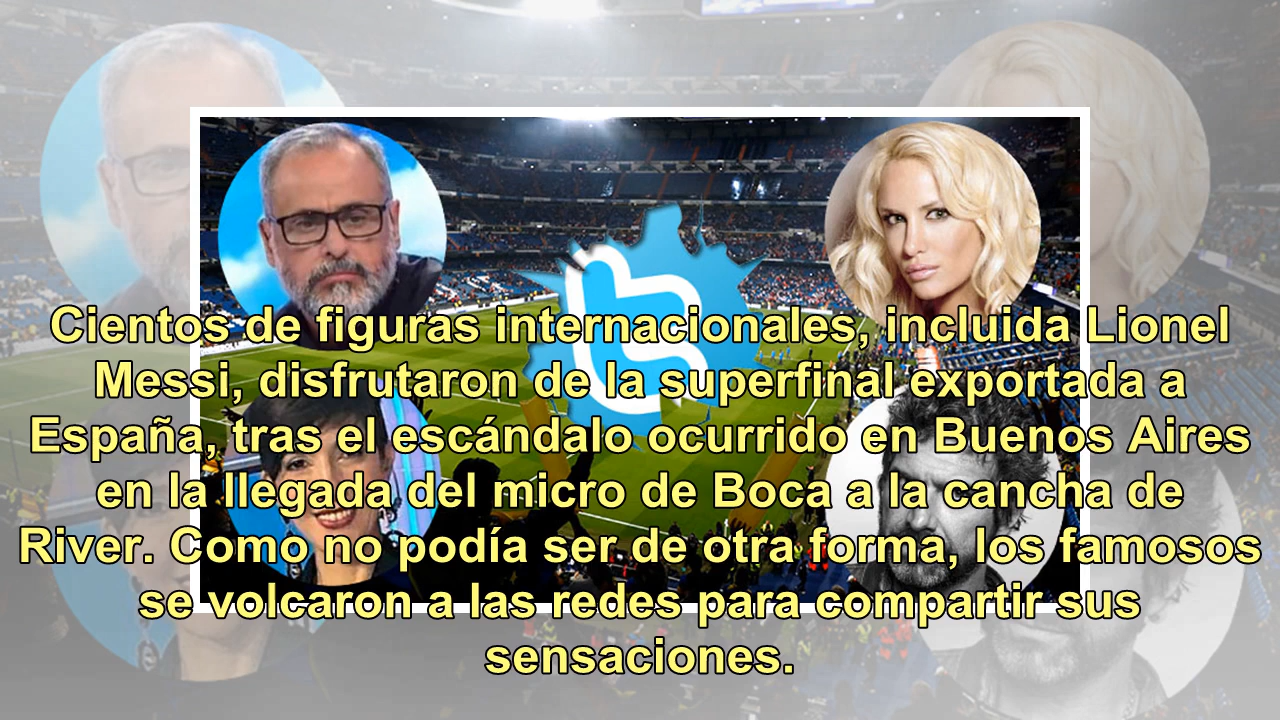 Cientos de figuras internacionales, incluida Lionel
Messi, disfrutaron de la superfinal exportada a
España, tras el escándalo ocurrido en Buenos Aires
en la llegada del micro de Boca a la cancha de
River. Como no podía ser de otra forma, los famosos
se volcaron a las redes para compartir sus
sensaciones.